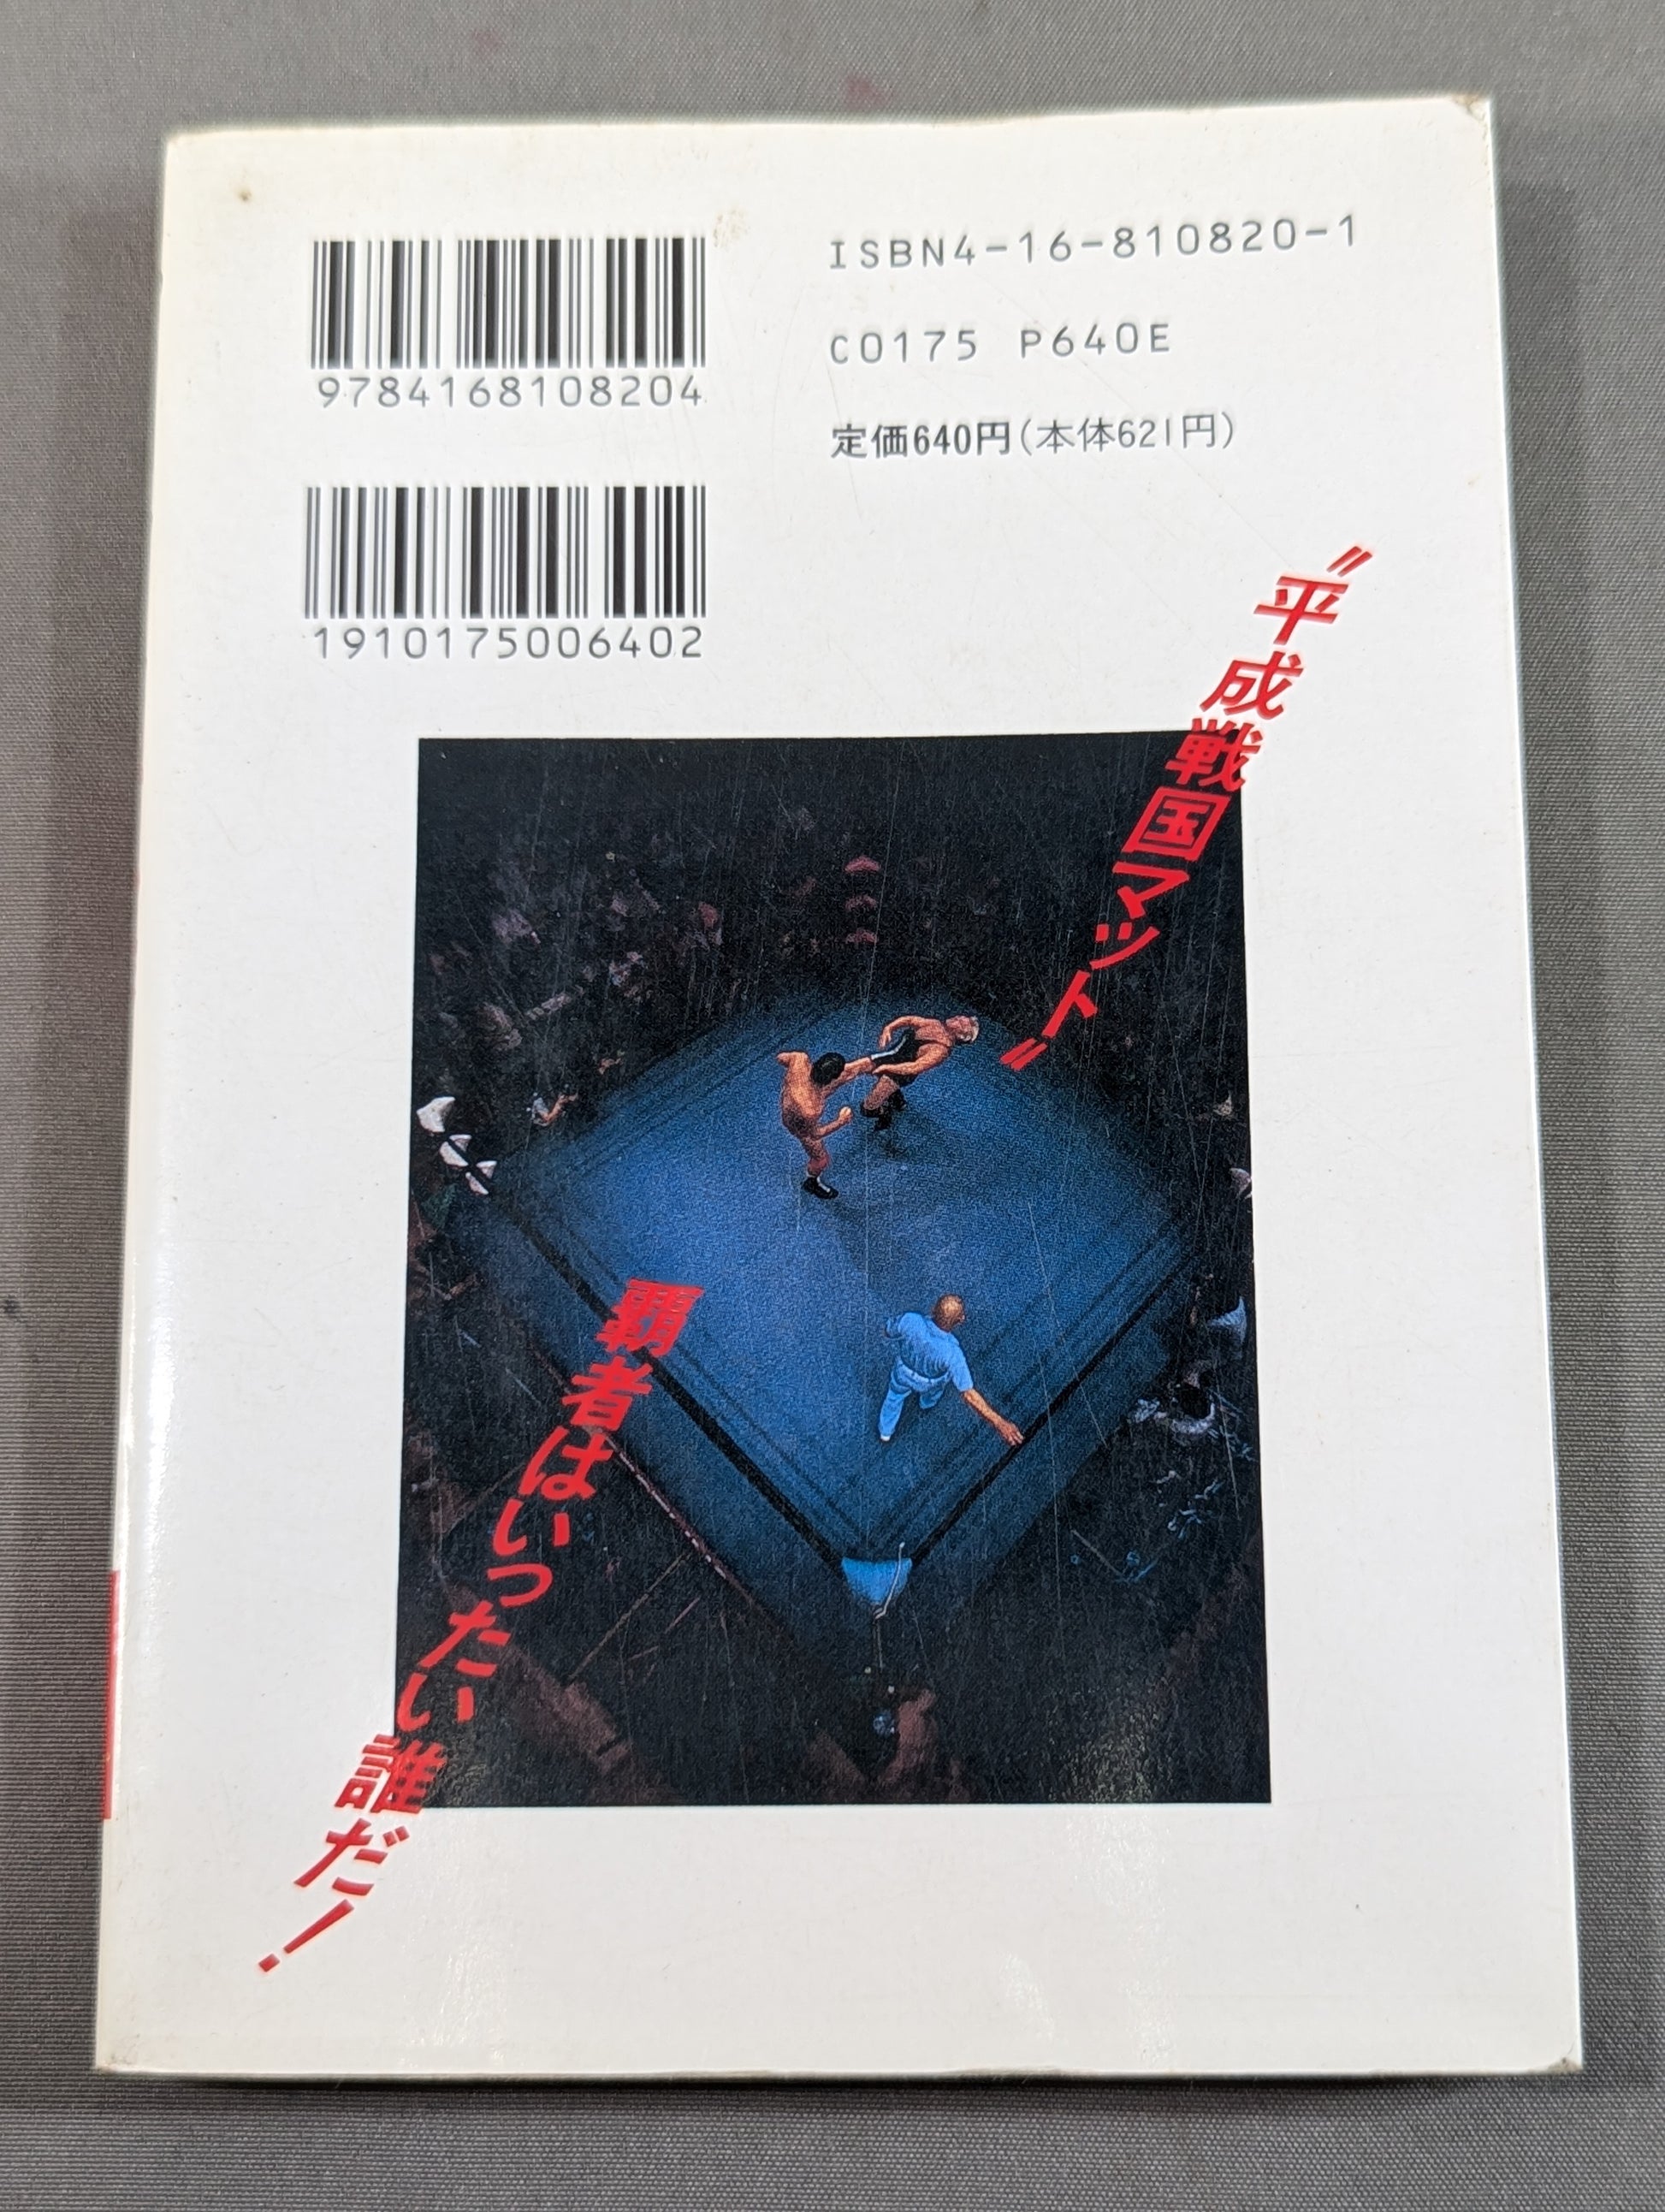 9784168108204
ISBN4-16-810820-1
C0175 P640E
定価640円(本体621円)
1910175006402
〝平成戦国マット〟
覇者はいったい誰だ!